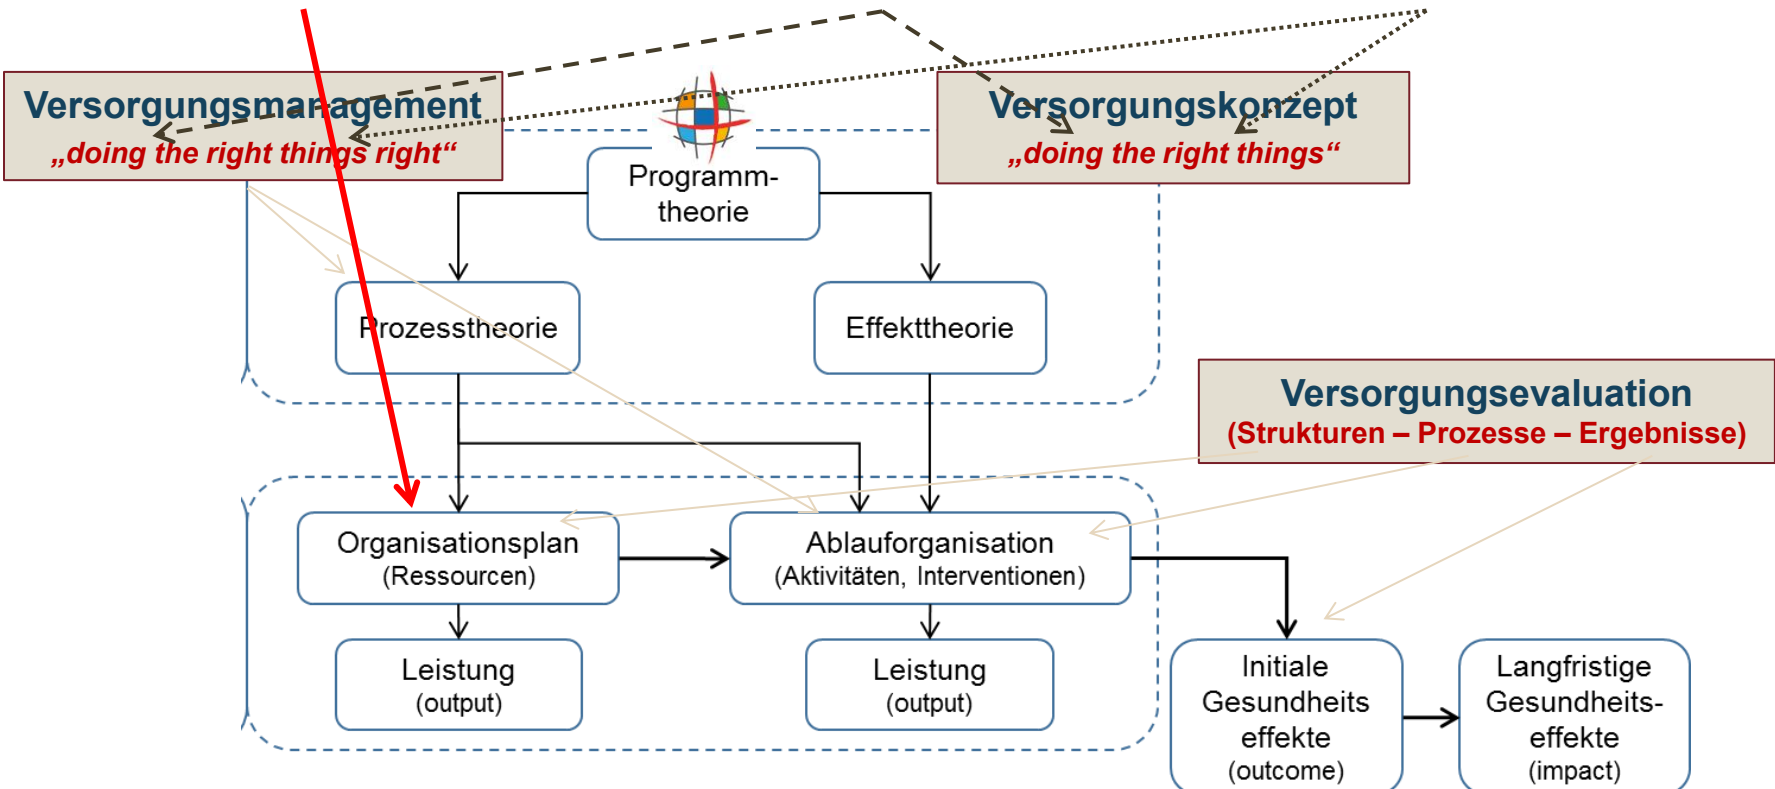 Versorgungsmanagement
„doing the right things right“
Versorgungskonzept
„doing the right things“
Programm-
theorie
Prozesstheorie
Effekttheorie
Versorgungsevaluation
(Strukturen – Prozesse – Ergebnisse)
Organisationsplan
(Ressourcen)
Ablauforganisation
(Aktivitäten, Interventionen)
Leistung
(output)
Leistung
(output)
Initiale
Gesundheits
effekte
(outcome)
Langfristige
Gesundheits-
effekte
(impact)